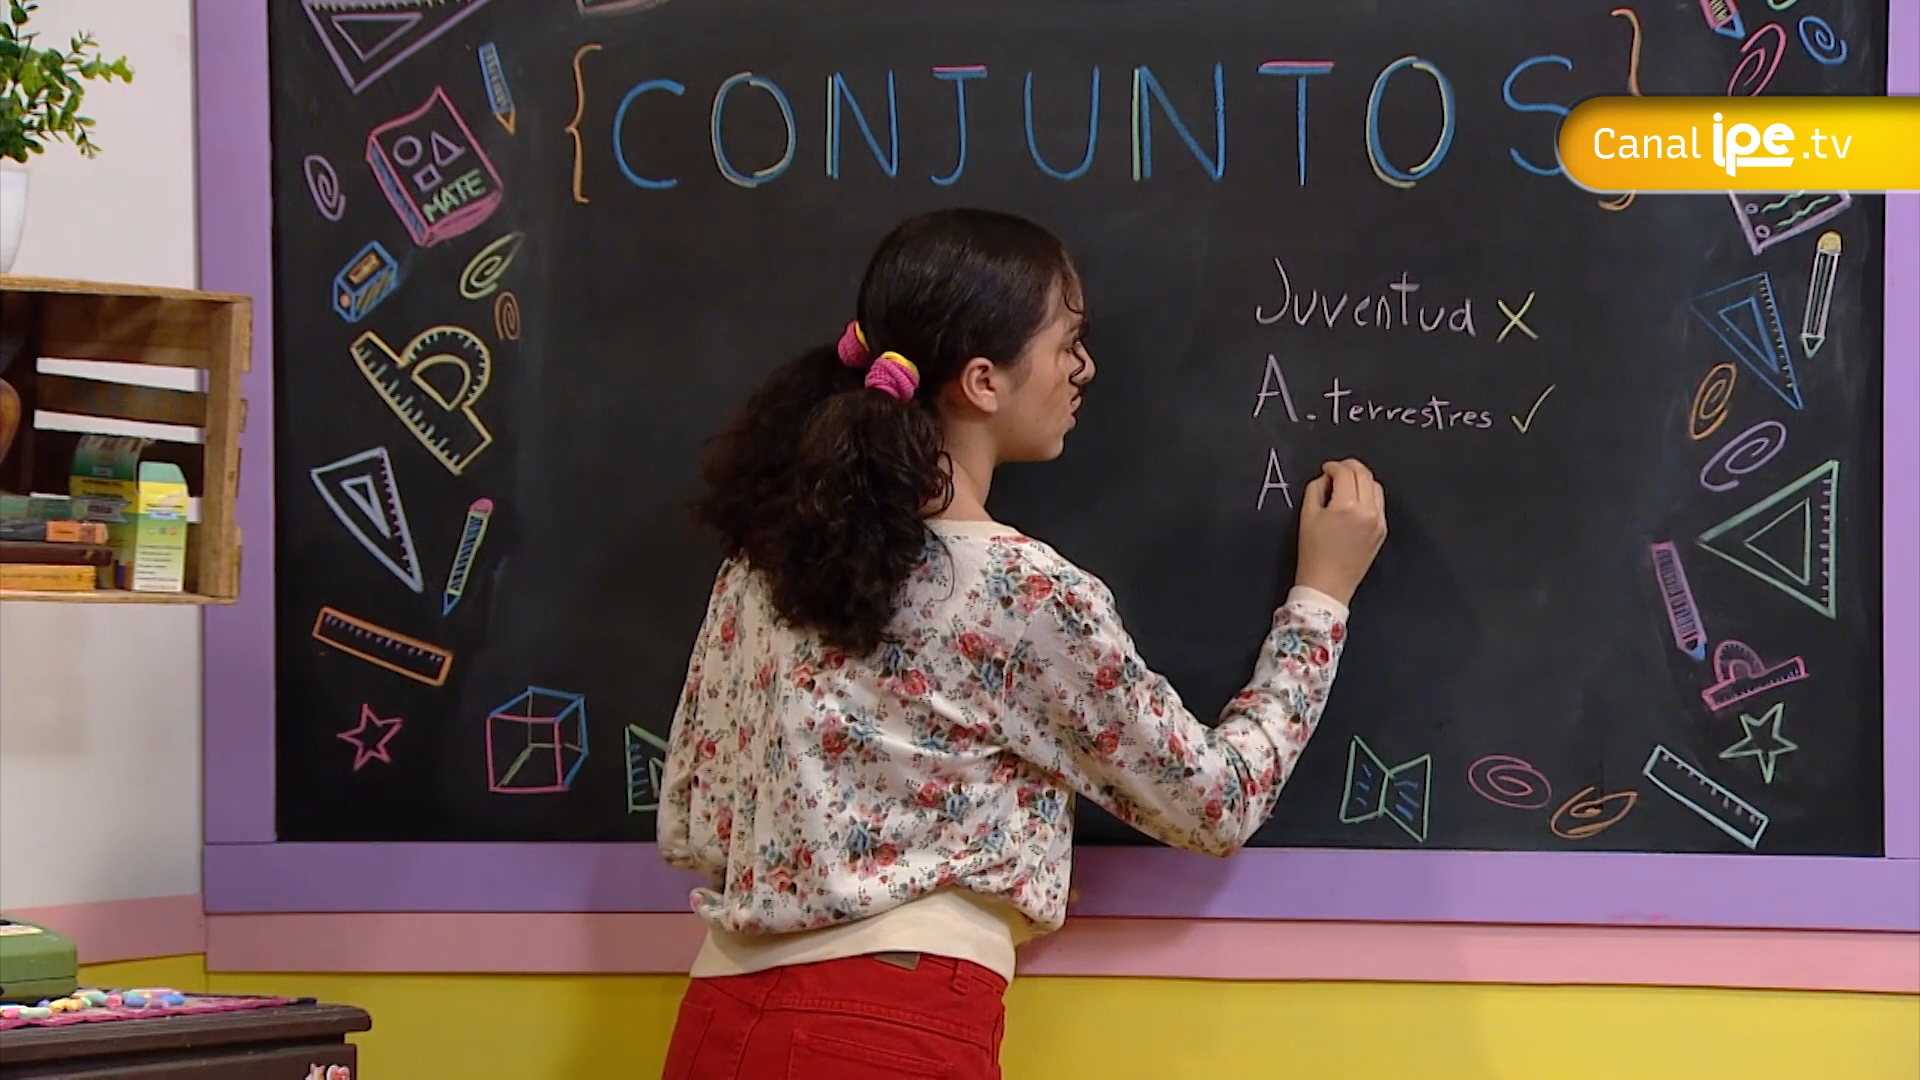 {CONJUNTOS}
Canal ipe.tv
MATE
Juventud X
A. terrestres ✓
A